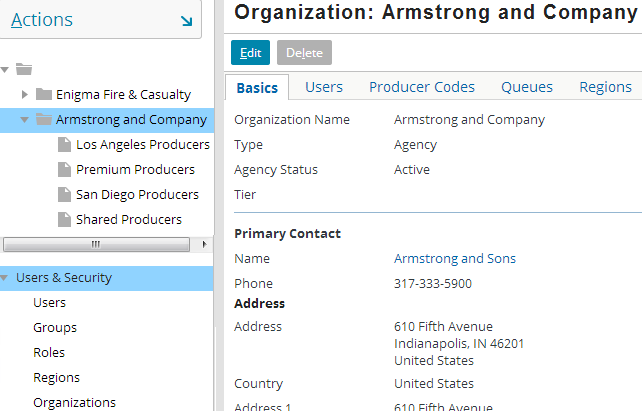 Actions
Enigma Fire & Casualty
Armstrong and Company
Los Angeles Producers
Premium Producers
San Diego Producers
Shared Producers
Users & Security
Users
Groups
Roles
Regions
Organizations
Organization: Armstrong and Company
Edit Delete
Basics Users Producer Codes Queues Regions
Organization Name Armstrong and Company
Type Agency
Agency Status Active
Tier
Primary Contact
Name Armstrong and Sons
Phone 317-333-5900
Address
Address 610 Fifth Avenue
Indianapolis, IN 46201
United States
Country United States
Address 1 610 Fifth Avenue